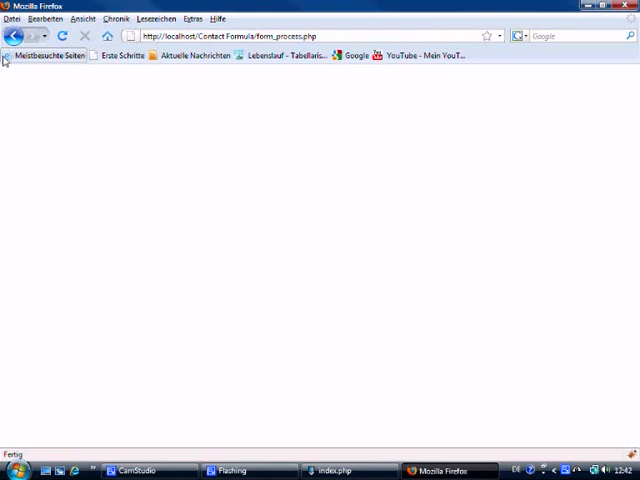 Mozilla Firefox
Datei Bearbeiten Ansicht Chronik Lesezeichen Extras Hilfe
http://localhost/Contact Formula/form_process.php Google
Meistbesuchte Seiten Erste Schritte Aktuelle Nachrichten Lebenslauf - Tabellaris... Google YouTube - Mein YouT...
Fertig
CamStudio Flashing index.php Mozilla Firefox DE 12:42